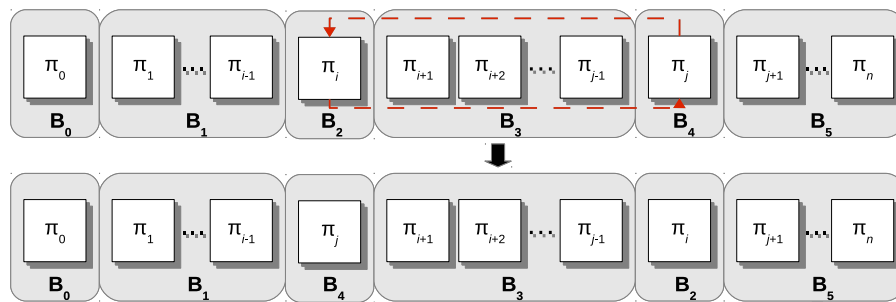 π₀ π₁ ... πᵢ₋₁ πᵢ πᵢ₊₁ πᵢ₊₂ ... πⱼ₋₁ πⱼ πⱼ₊₁ ... πₙ
B₀ B₁ B₂ B₃ B₄ B₅
π₀ π₁ ... πᵢ₋₁ πⱼ πᵢ₊₁ πᵢ₊₂ ... πⱼ₋₁ πᵢ πⱼ₊₁ ... πₙ
B₀ B₁ B₄ B₃ B₂ B₅